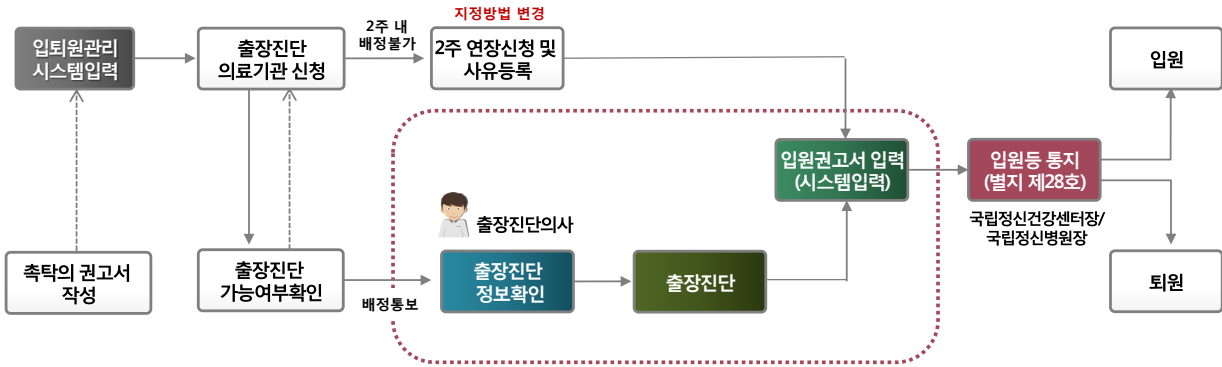 입퇴원관리
시스템입력
출장진단
의료기관 신청
2주 내
배정불가
지정방법 변경
2주 연장신청 및
사유등록
입원
입원권고서 입력
(시스템입력)
입원등 통지
(별지 제28호)
국립정신건강센터장/
국립정신병원장
출장진단의사
촉탁의 권고서
작성
출장진단
가능여부확인
배정통보
출장진단
정보확인
출장진단
퇴원